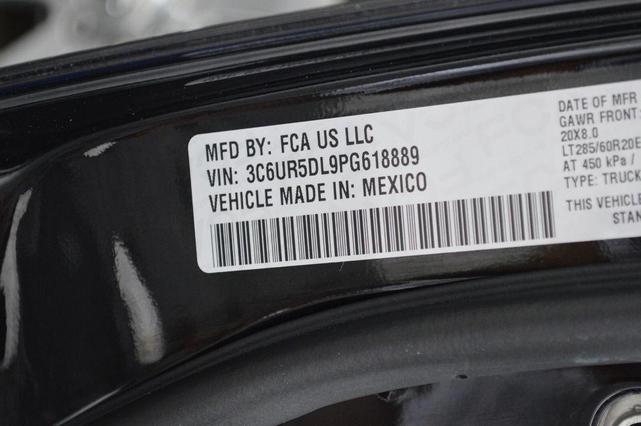 MFD BY: FCA US LLC
VIN: 3C6UR5DL9PG618889
VEHICLE MADE IN: MEXICO
DATE OF MFR
GAWR FRONT:
20X8.0
LT285/60R20E
AT 450 kPa /
TYPE: TRUCK
THIS VEHICLE
STAN